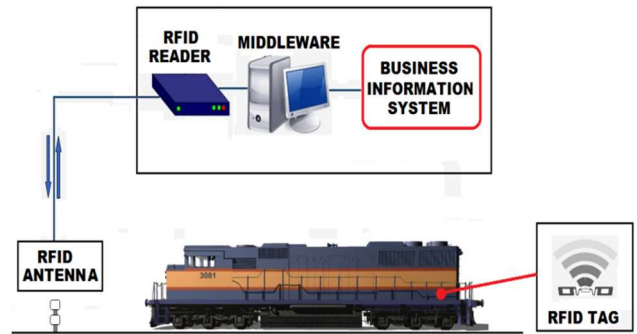 RFID
READER
MIDDLEWARE
BUSINESS
INFORMATION
SYSTEM
RFID
ANTENNA
3081
RFID TAG